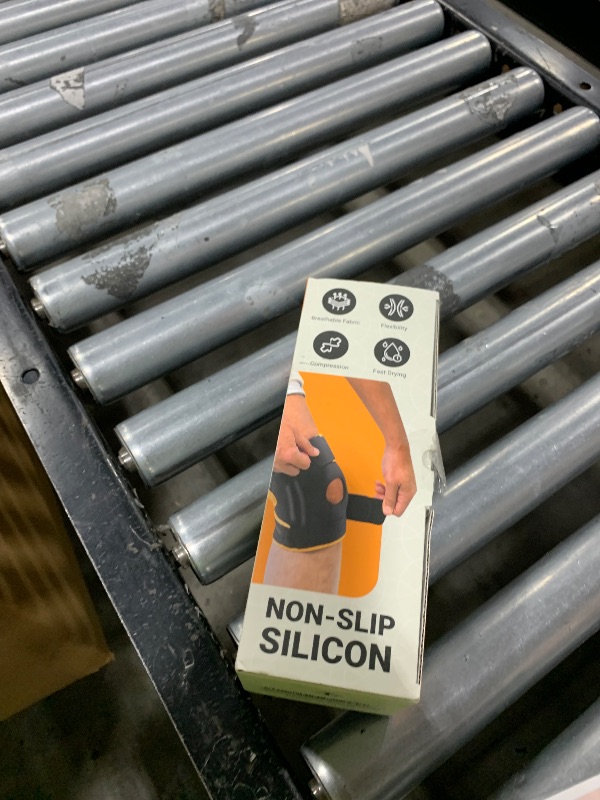 Breathable Fabric
Flexibility
Compression
Fast Drying
NON-SLIP
SILICON